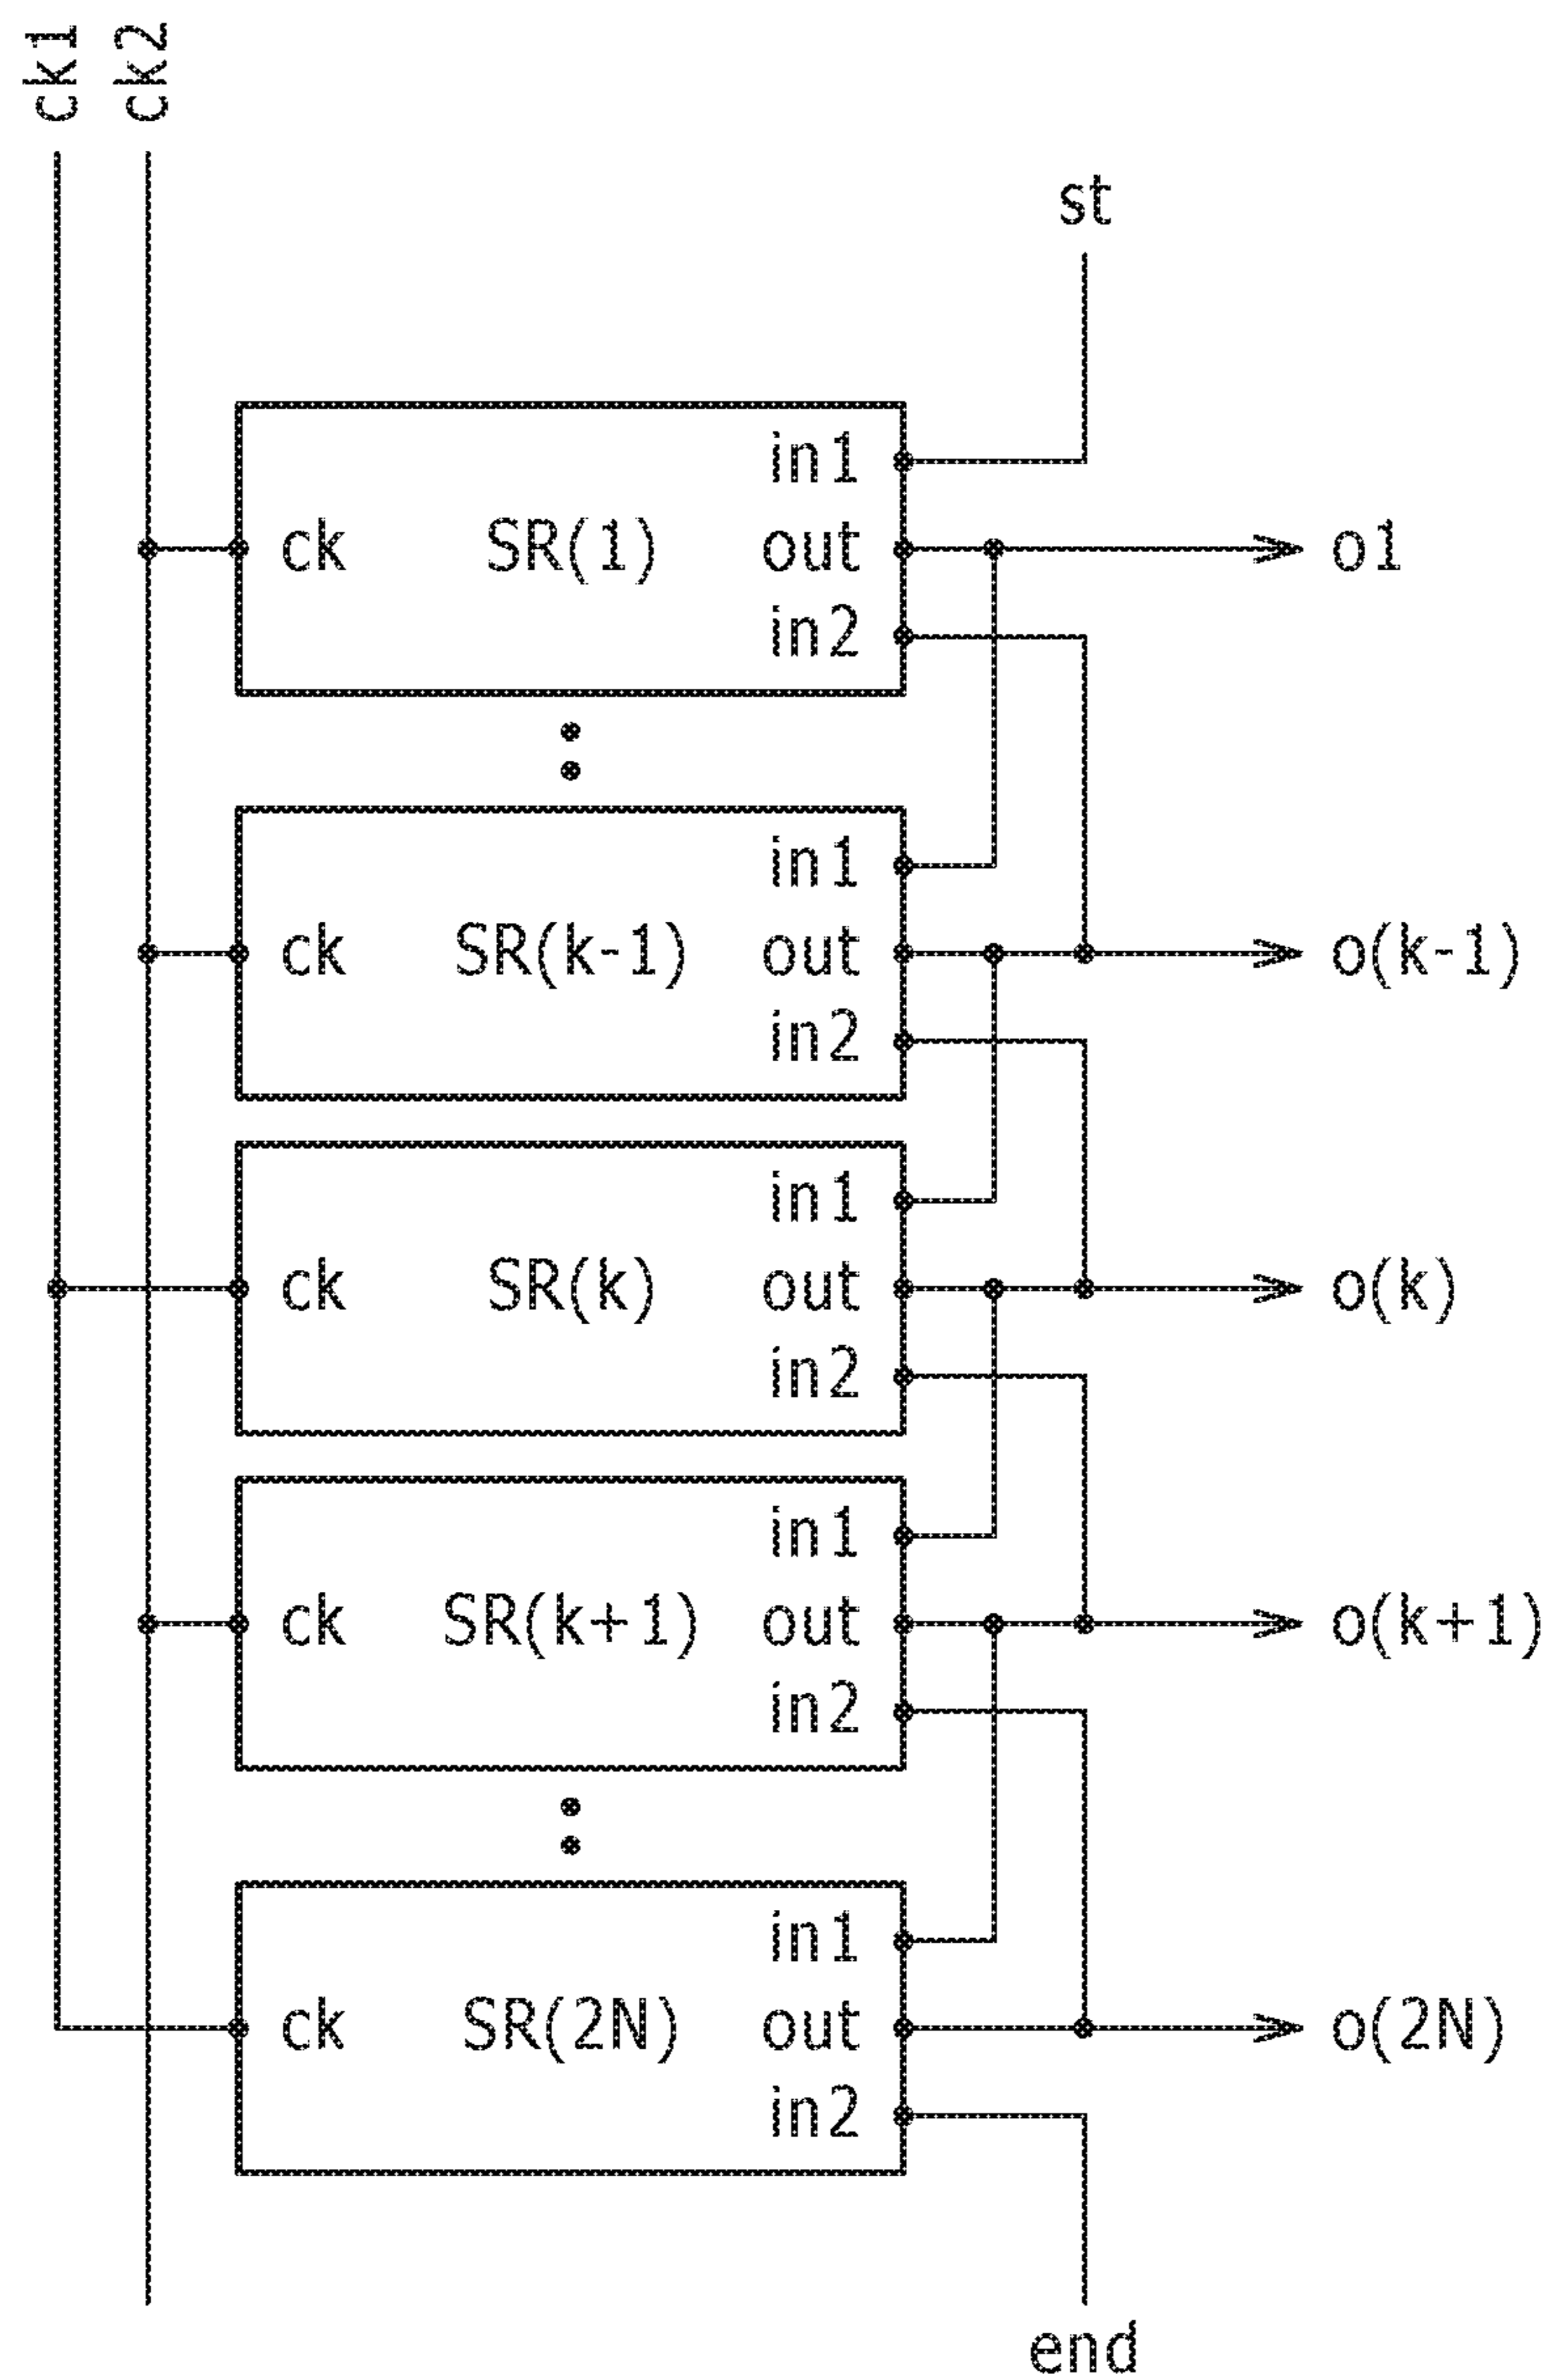 ck1
ck2
st
in1
ck SR(1) out o1
in2
in1
ck SR(k-1) out o(k-1)
in2
in1
ck SR(k) out o(k)
in2
in1
ck SR(k+1) out o(k+1)
in2
in1
ck SR(2N) out o(2N)
in2
end